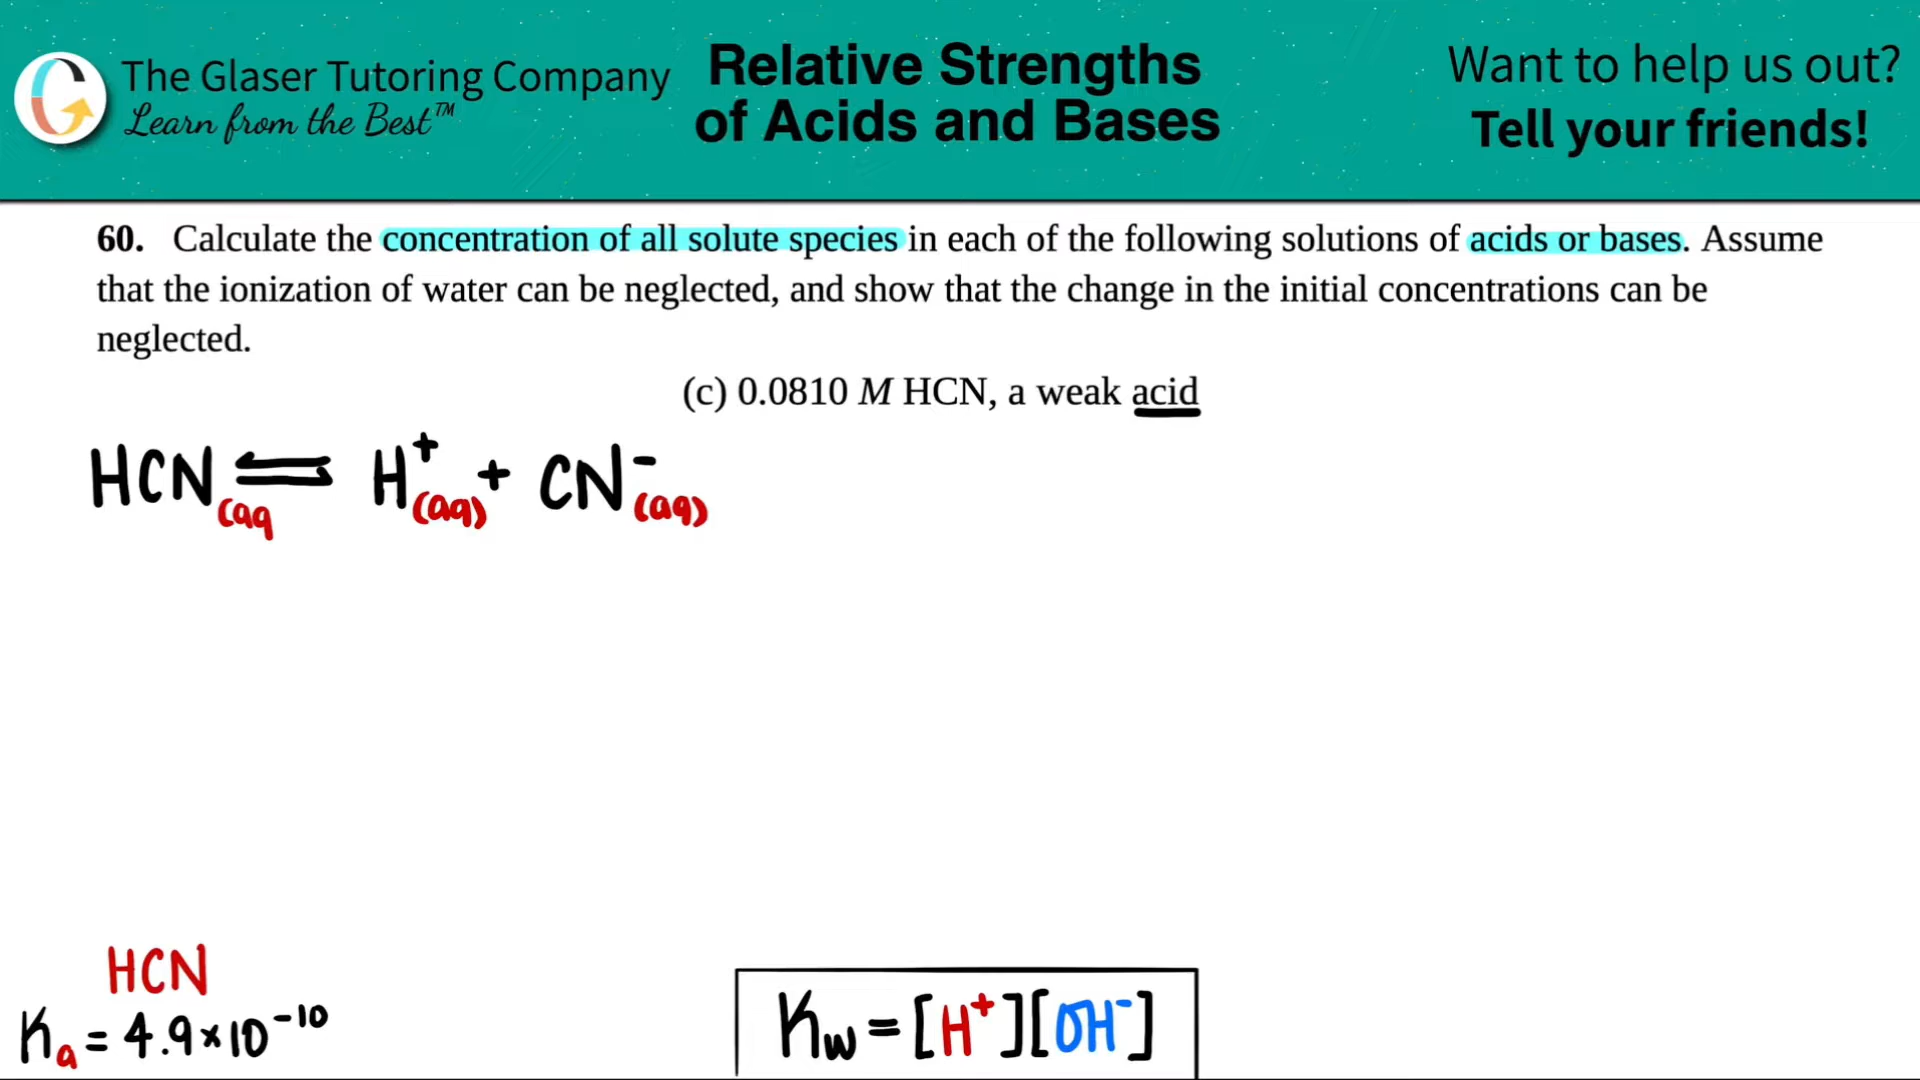 The Glaser Tutoring Company
Learn from the Best™
Relative Strengths
of Acids and Bases
Want to help us out?
Tell your friends!
60. Calculate the concentration of all solute species in each of the following solutions of acids or bases. Assume
that the ionization of water can be neglected, and show that the change in the initial concentrations can be
neglected.
(c) 0.0810 M HCN, a weak acid
HCN(aq ⇌ H⁺(aq) + CN⁻(aq)
HCN
Kₐ = 4.9×10⁻¹⁰
Kw = [H⁺][OH⁻]